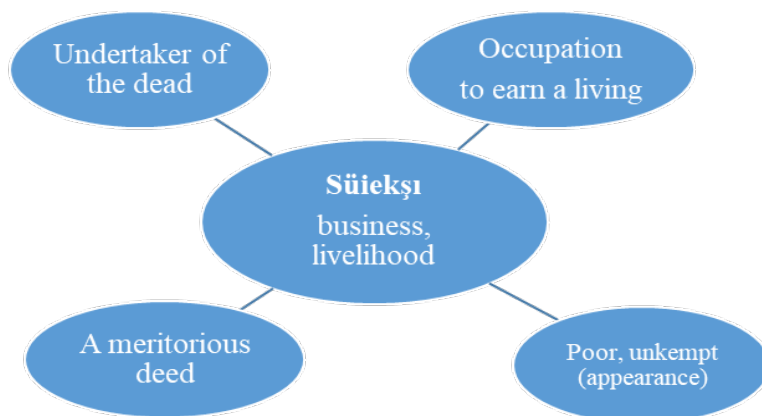 Undertaker of
the dead
Occupation
to earn a living
Süiekşı
business,
livelihood
A meritorious
deed
Poor, unkempt
(appearance)